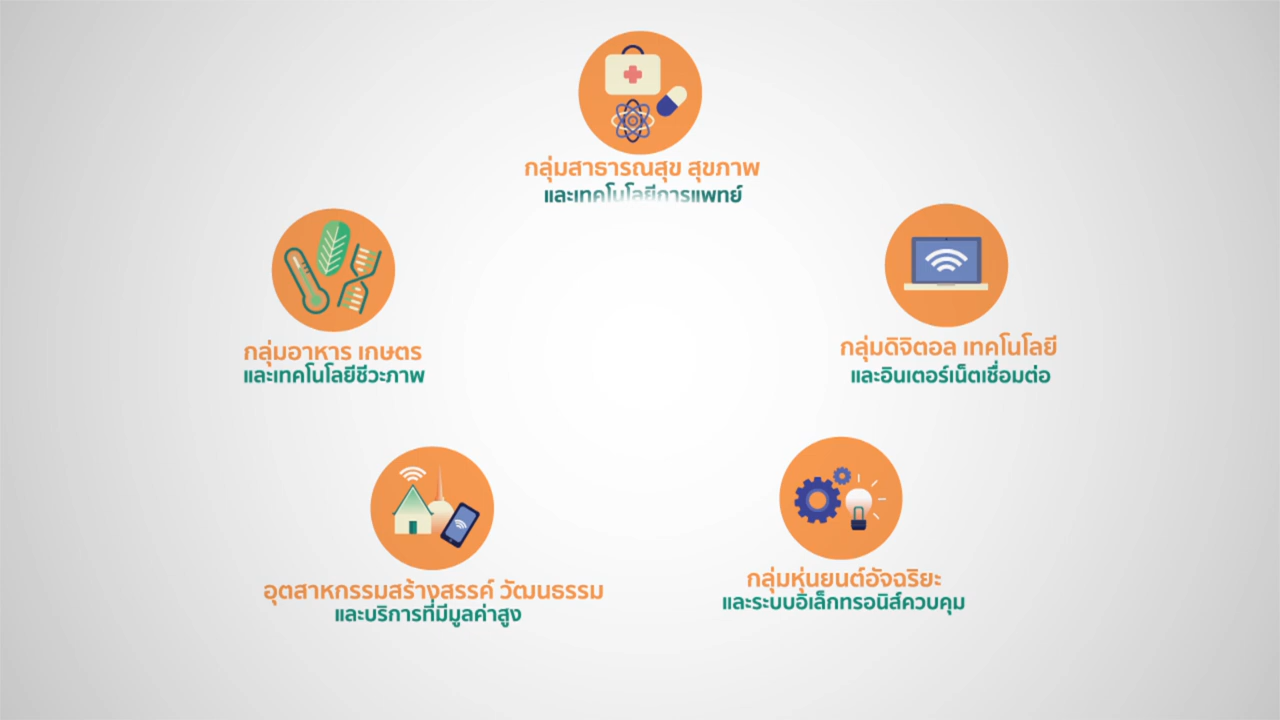 กลุ่มสาธารณสุข สุขภาพ
และเทคโนโลยีการแพทย์
กลุ่มอาหาร เกษตร
และเทคโนโลยีชีวะภาพ
กลุ่มดิจิตอล เทคโนโลยี
และอินเตอร์เน็ตเชื่อมต่อ
อุตสาหกรรมสร้างสรรค์ วัฒนธรรม
และบริการที่มีมูลค่าสูง
กลุ่มหุ่นยนต์อัจฉริยะ
และระบบอิเล็กทรอนิส์ควบคุม